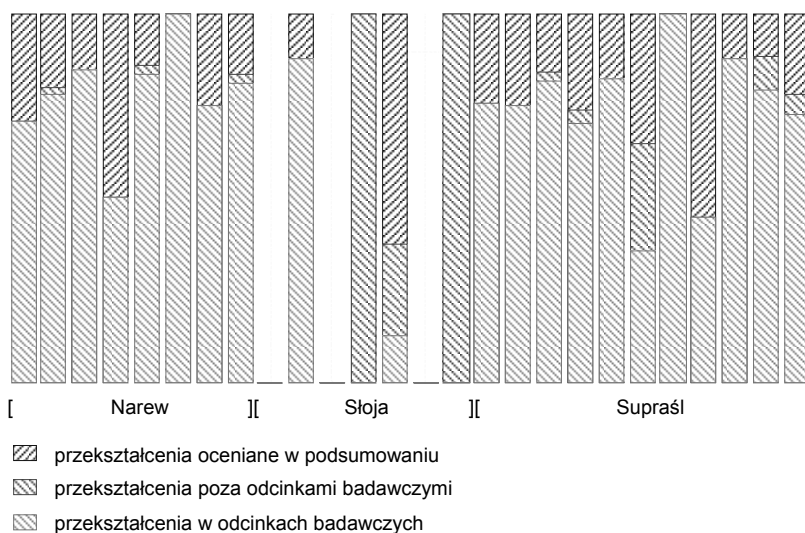 [ Narew ][ Słoja ][ Supraśl
przekształcenia oceniane w podsumowaniu
przekształcenia poza odcinkami badawczymi
przekształcenia w odcinkach badawczych